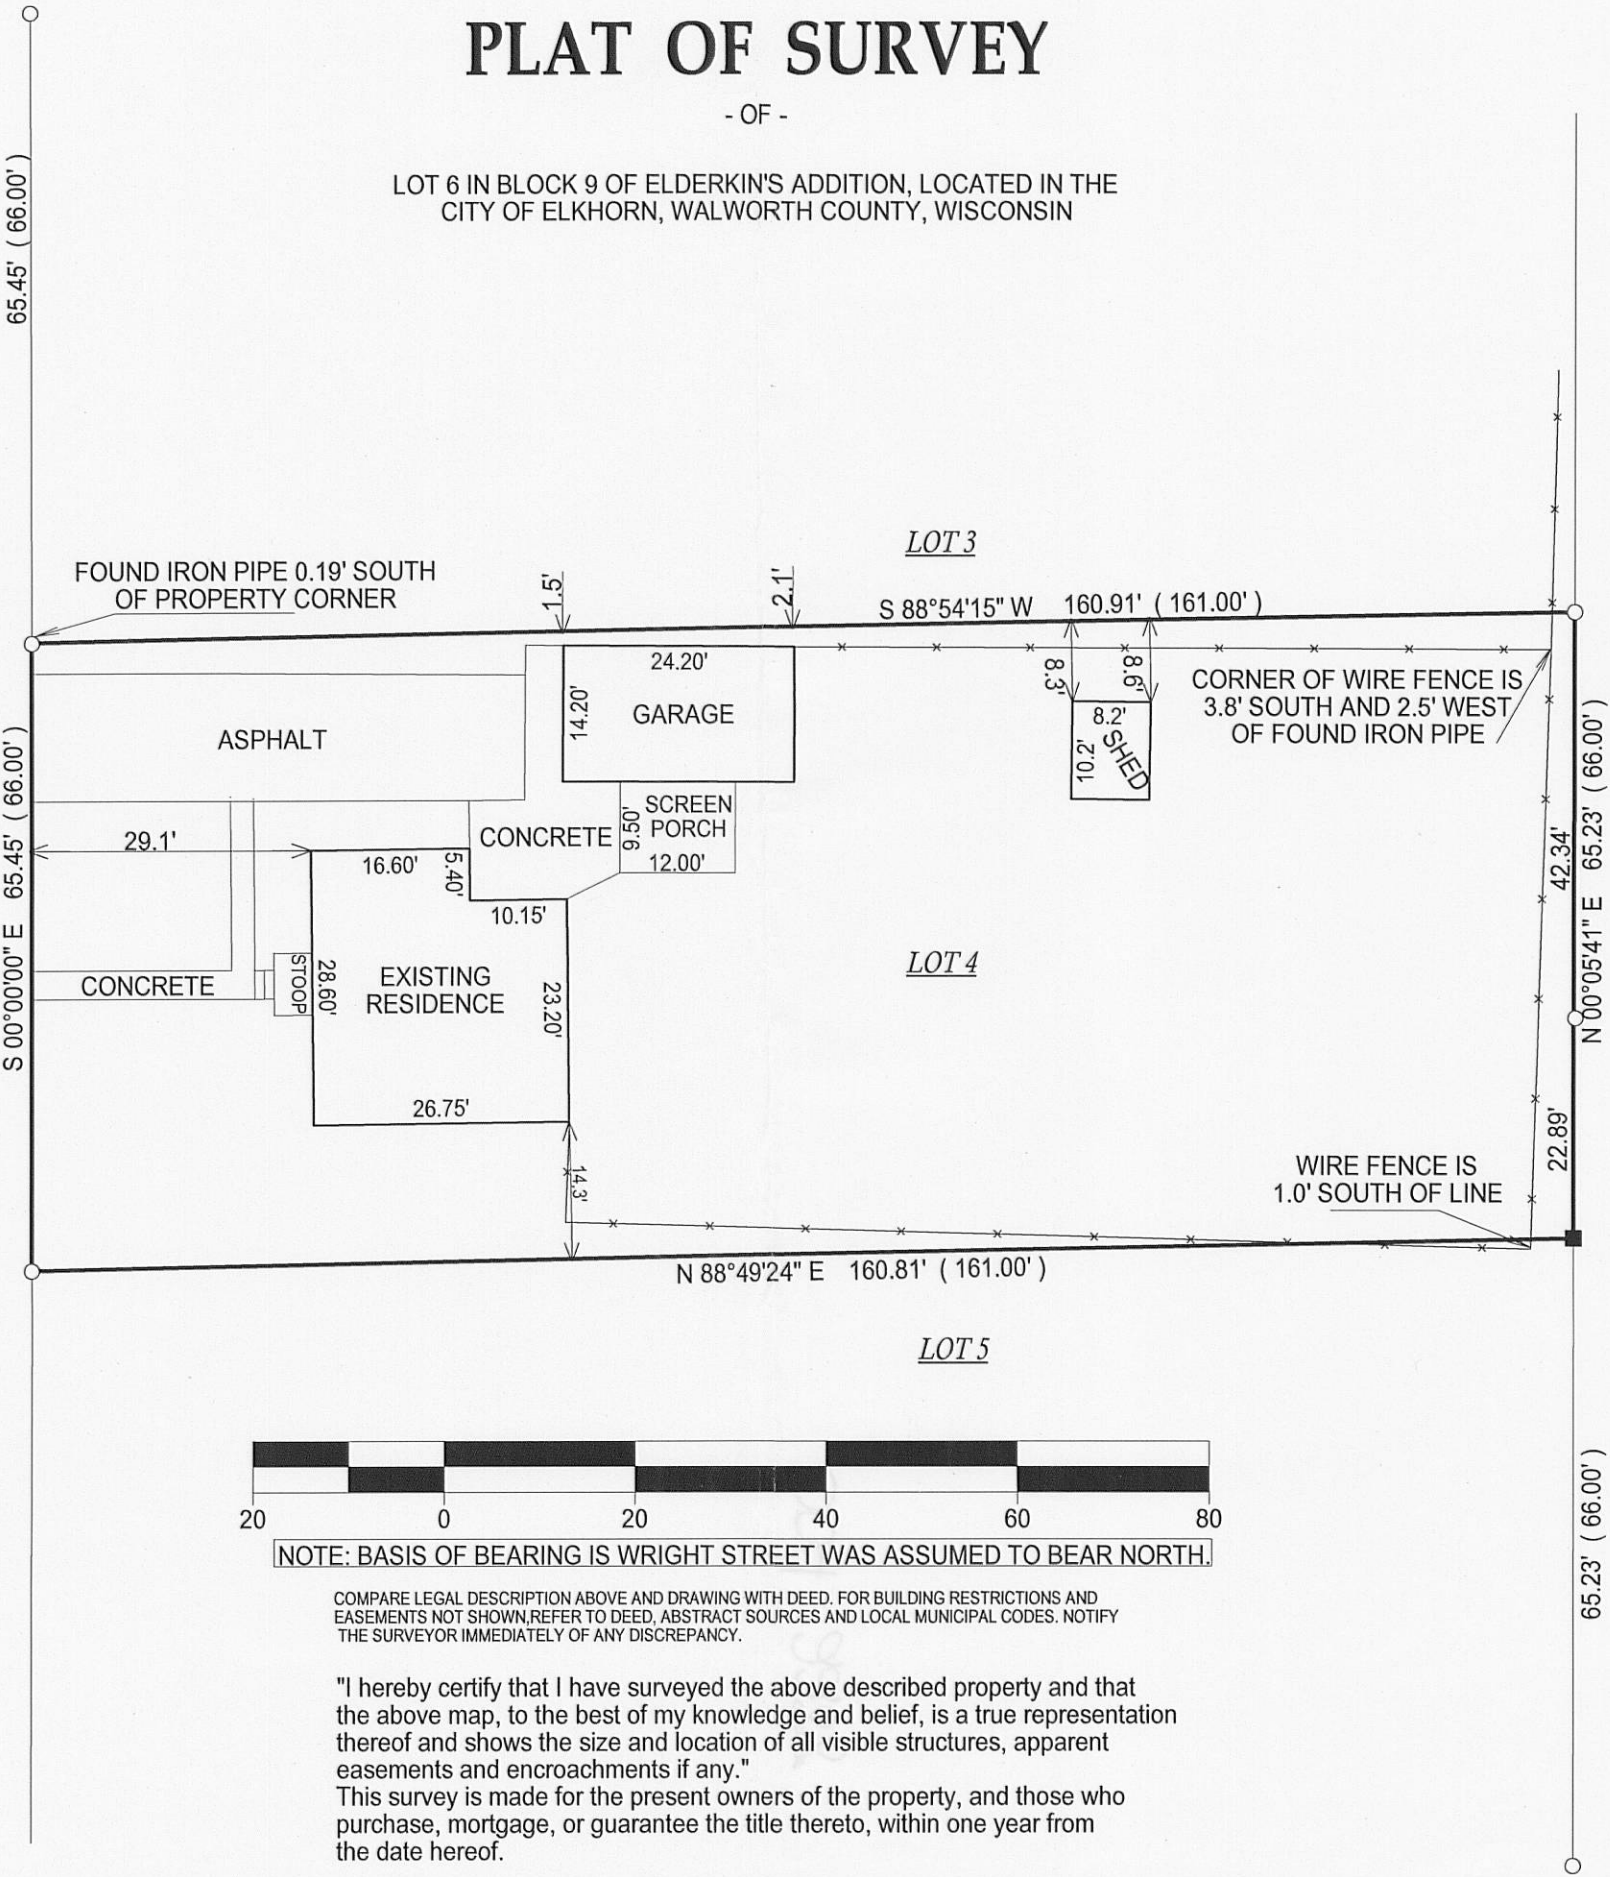 PLAT OF SURVEY
- OF -
LOT 6 IN BLOCK 9 OF ELDERKIN'S ADDITION, LOCATED IN THE
CITY OF ELKHORN, WALWORTH COUNTY, WISCONSIN
65.45' ( 66.00' )
LOT 3
FOUND IRON PIPE 0.19' SOUTH
OF PROPERTY CORNER
1.5'
2.1'
S 88°54'15" W 160.91' ( 161.00' )
24.20'
14.20'
GARAGE
8.3'
8.6'
8.2'
10.2'
SHED
CORNER OF WIRE FENCE IS
3.8' SOUTH AND 2.5' WEST
OF FOUND IRON PIPE
ASPHALT
S 00°00'00" E 65.45' ( 66.00' )
29.1'
16.60'
5.40'
CONCRETE
9.50'
SCREEN
PORCH
12.00'
10.15'
42.34'
N 00°05'41" E 65.23' ( 66.00' )
LOT 4
CONCRETE
STOOP
28.60'
EXISTING
RESIDENCE
23.20'
26.75'
14.3'
22.89'
WIRE FENCE IS
1.0' SOUTH OF LINE
N 88°49'24" E 160.81' ( 161.00' )
LOT 5
20 0 20 40 60 80
NOTE: BASIS OF BEARING IS WRIGHT STREET WAS ASSUMED TO BEAR NORTH.
65.23' ( 66.00' )
COMPARE LEGAL DESCRIPTION ABOVE AND DRAWING WITH DEED. FOR BUILDING RESTRICTIONS AND
EASEMENTS NOT SHOWN,REFER TO DEED, ABSTRACT SOURCES AND LOCAL MUNICIPAL CODES. NOTIFY
THE SURVEYOR IMMEDIATELY OF ANY DISCREPANCY.
"I hereby certify that I have surveyed the above described property and that
the above map, to the best of my knowledge and belief, is a true representation
thereof and shows the size and location of all visible structures, apparent
easements and encroachments if any."
This survey is made for the present owners of the property, and those who
purchase, mortgage, or guarantee the title thereto, within one year from
the date hereof.